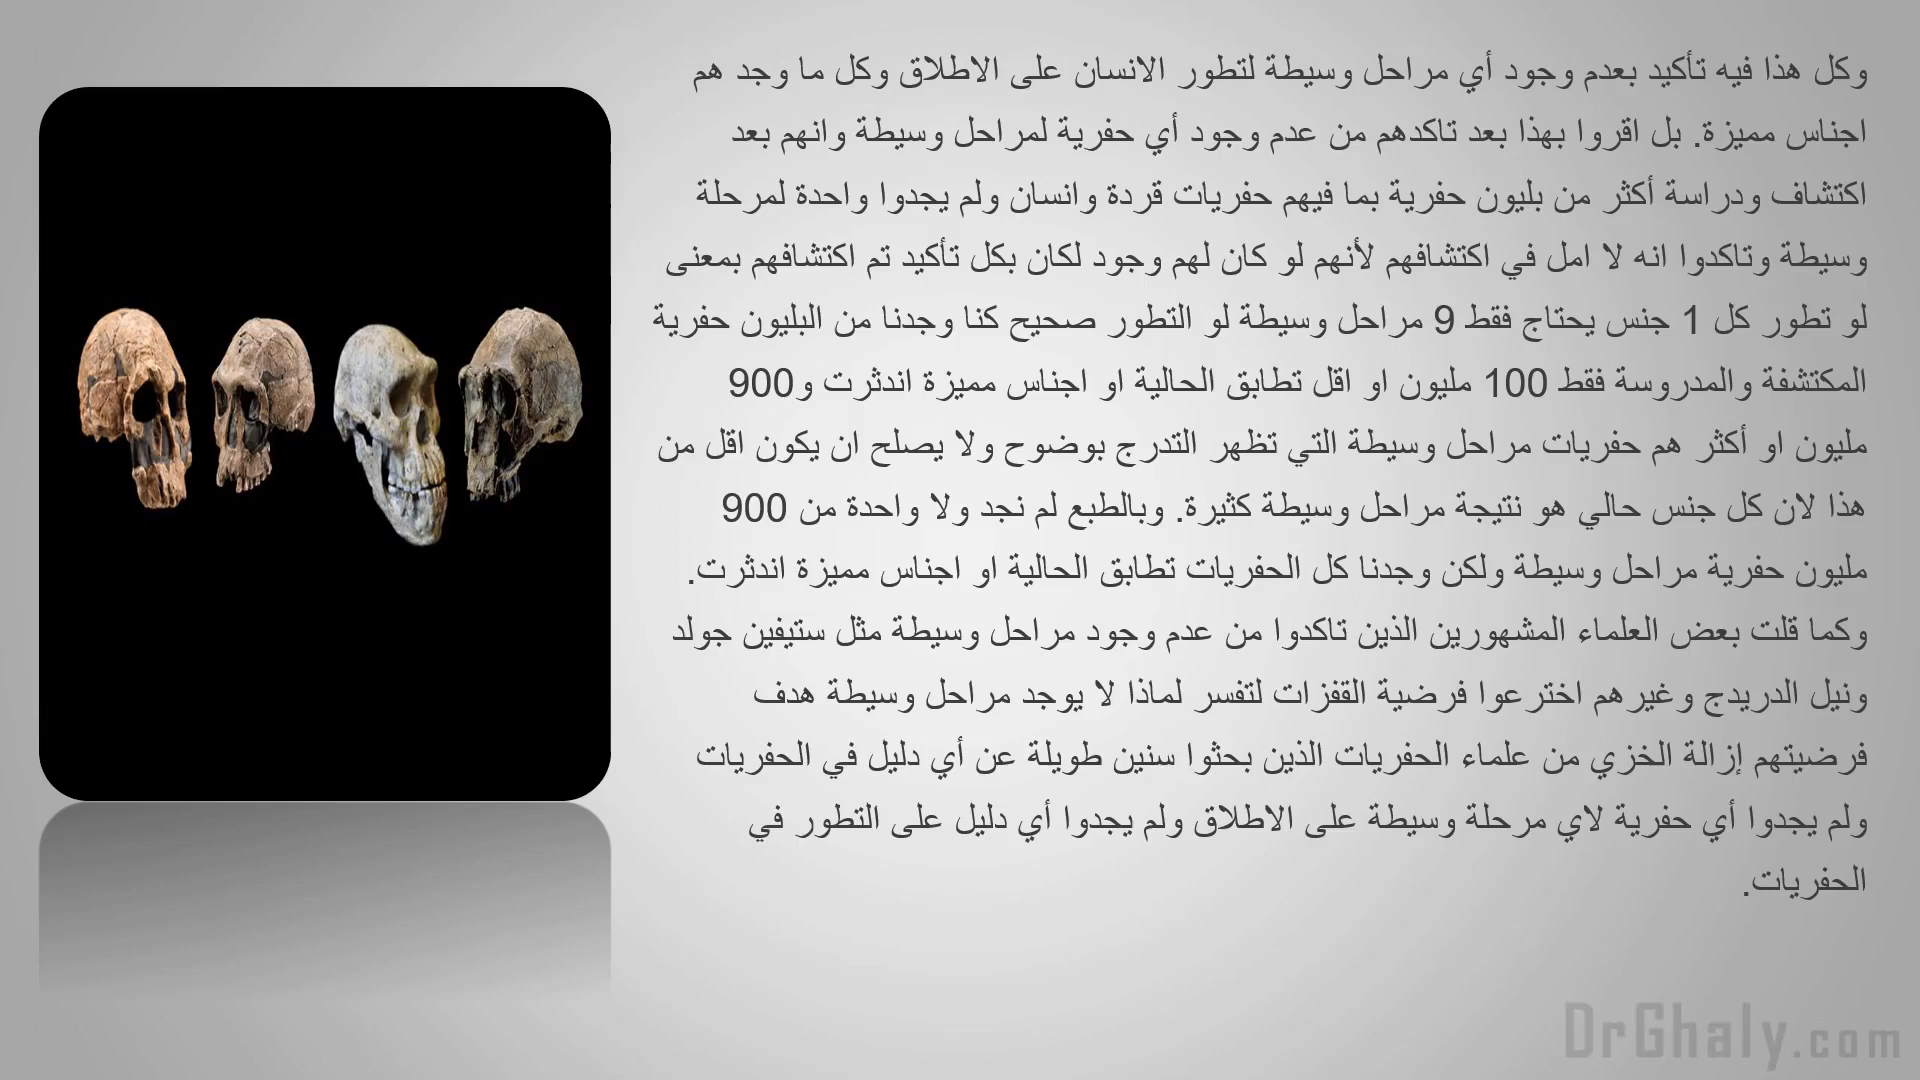 وكل هذا فيه تأكيد بعدم وجود أي مراحل وسيطة لتطور الانسان على الاطلاق وكل ما وجد هم
اجناس مميزة. بل اقروا بهذا بعد تاكدهم من عدم وجود أي حفرية لمراحل وسيطة وانهم بعد
اكتشاف ودراسة أكثر من بليون حفرية بما فيهم حفريات قردة وانسان ولم يجدوا واحدة لمرحلة
وسيطة وتاكدوا انه لا امل في اكتشافهم لأنهم لو كان لهم وجود لكان بكل تأكيد تم اكتشافهم بمعنى
لو تطور كل 1 جنس يحتاج فقط 9 مراحل وسيطة لو التطور صحيح كنا وجدنا من البليون حفرية
المكتشفة والمدروسة فقط 100 مليون او اقل تطابق الحالية او اجناس مميزة اندثرت و900
مليون او أكثر هم حفريات مراحل وسيطة التي تظهر التدرج بوضوح ولا يصلح ان يكون اقل من
هذا لان كل جنس حالي هو نتيجة مراحل وسيطة كثيرة. وبالطبع لم نجد ولا واحدة من 900
مليون حفرية مراحل وسيطة ولكن وجدنا كل الحفريات تطابق الحالية او اجناس مميزة اندثرت.
وكما قلت بعض العلماء المشهورين الذين تاكدوا من عدم وجود مراحل وسيطة مثل ستيفين جولد
ونيل الدريدج وغيرهم اخترعوا فرضية القفزات لتفسر لماذا لا يوجد مراحل وسيطة هدف
فرضيتهم إزالة الخزي من علماء الحفريات الذين بحثوا سنين طويلة عن أي دليل في الحفريات
ولم يجدوا أي حفرية لاي مرحلة وسيطة على الاطلاق ولم يجدوا أي دليل على التطور في
الحفريات.
DrGhaly.com